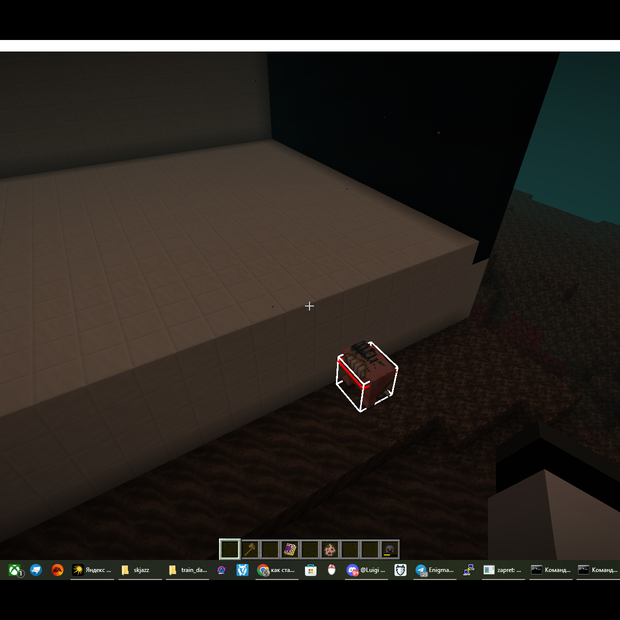 Яндекс ...
skjazz
train_da...
как ста...
@Luigi ...
Enigma...
zapret: ...
Команд...
Команд...